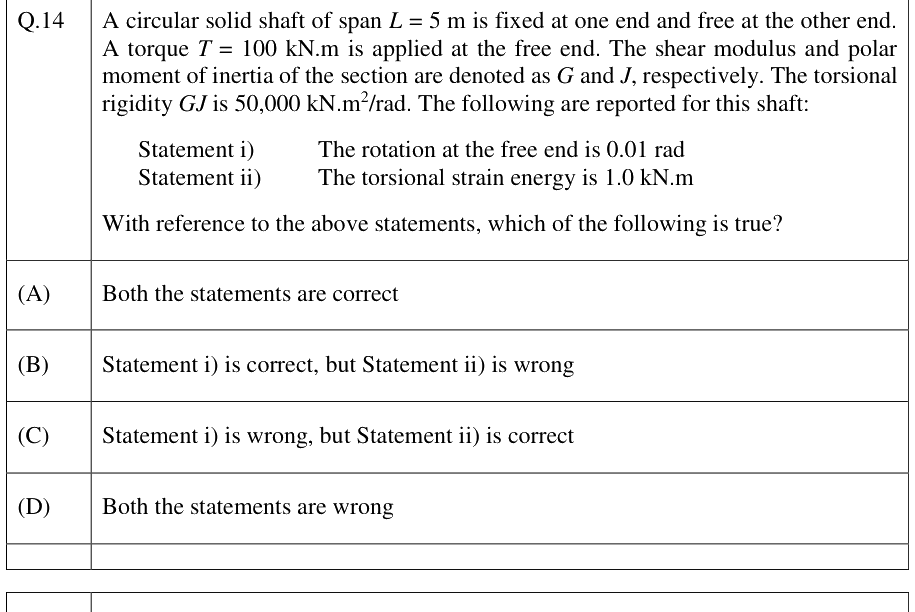 Q.14 A circular solid shaft of span L = 5 m is fixed at one end and free at the other end.
A torque T = 100 kN.m is applied at the free end. The shear modulus and polar
moment of inertia of the section are denoted as G and J, respectively. The torsional
rigidity GJ is 50,000 kN.m²/rad. The following are reported for this shaft:
Statement i) The rotation at the free end is 0.01 rad
Statement ii) The torsional strain energy is 1.0 kN.m
With reference to the above statements, which of the following is true?
(A) Both the statements are correct
(B) Statement i) is correct, but Statement ii) is wrong
(C) Statement i) is wrong, but Statement ii) is correct
(D) Both the statements are wrong